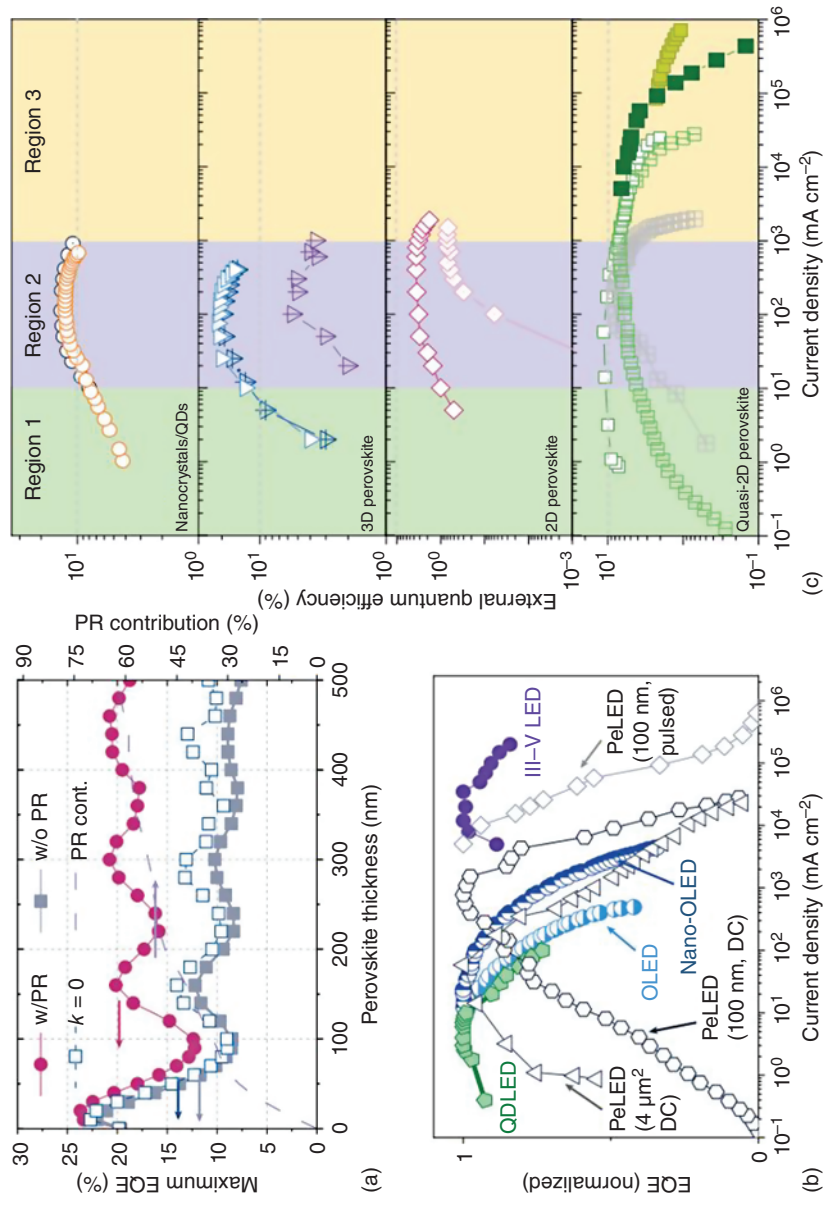 w/PR
w/o PR
k = 0
PR cont.
30
25
20
15
10
5
0
Maximum EQE (%)
90
75
60
45
30
15
0
PR contribution (%)
0
100
200
300
400
500
Perovskite thickness (nm)
(a)
1
0
EQE (normalized)
QDLED
PeLED
(4 μm²
DC)
PeLED
(100 nm, DC)
OLED
Nano-OLED
III–V LED
PeLED
(100 nm,
pulsed)
10⁻¹
10⁰
10¹
10²
10³
10⁴
10⁵
10⁶
Current density (mA cm⁻²)
(b)
Region 1
Region 2
Region 3
10¹
Nanocrystals/QDs
10⁰
10¹
3D perovskite
10⁰
10⁰
2D perovskite
10⁻³
10¹
Quasi-2D perovskite
10⁻¹
External quantum efficiency (%)
10⁻¹
10⁰
10¹
10²
10³
10⁴
10⁵
10⁶
Current density (mA cm⁻²)
(c)